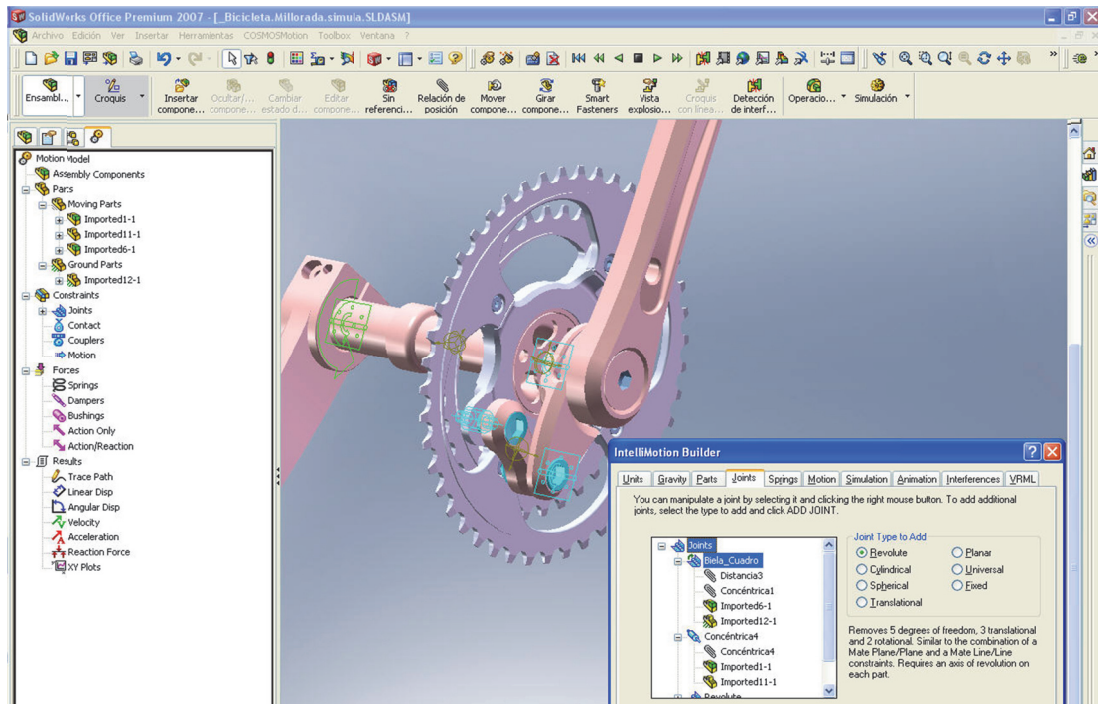 SolidWorks Office Premium 2007 - [_Bicicleta.Millorada.simula.SLDASM]
Archivo Edición Ver Insertar Herramientas COSMOSMotion Toolbox Ventana ?
Ensambl...
Croquis
Insertar compone...
Ocultar/... compone...
Cambiar estado d...
Editar compone...
Sin referenci...
Relación de posición
Mover compone...
Girar compone...
Smart Fasteners
Vista explosio...
Croquis con línea...
Detección de interf...
Operacio...
Simulación
Motion Model
Assembly Components
Parts
Moving Parts
Imported1-1
Imported11-1
Imported6-1
Ground Parts
Imported12-1
Constraints
Joints
Contact
Couplers
Motion
Forces
Springs
Dampers
Bushings
Action Only
Action/Reaction
Results
Trace Path
Linear Disp
Angular Disp
Velocity
Acceleration
Reaction Force
XY Plots
IntelliMotion Builder
Units Gravity Parts Joints Springs Motion Simulation Animation Interferences VRML
You can manipulate a joint by selecting it and clicking the right mouse button. To add additional
joints, select the type to add and click ADD JOINT.
Joints
Biela_Cuadro
Distancia3
Concéntrica1
Imported6-1
Imported12-1
Concéntrica4
Concéntrica4
Imported1-1
Imported11-1
Revolute
Joint Type to Add
Revolute Planar
Cylindrical Universal
Spherical Fixed
Translational
Removes 5 degrees of freedom, 3 translational
and 2 rotational. Similar to the combination of a
Mate Plane/Plane and a Mate Line/Line
constraints. Requires an axis of revolution on
each part.